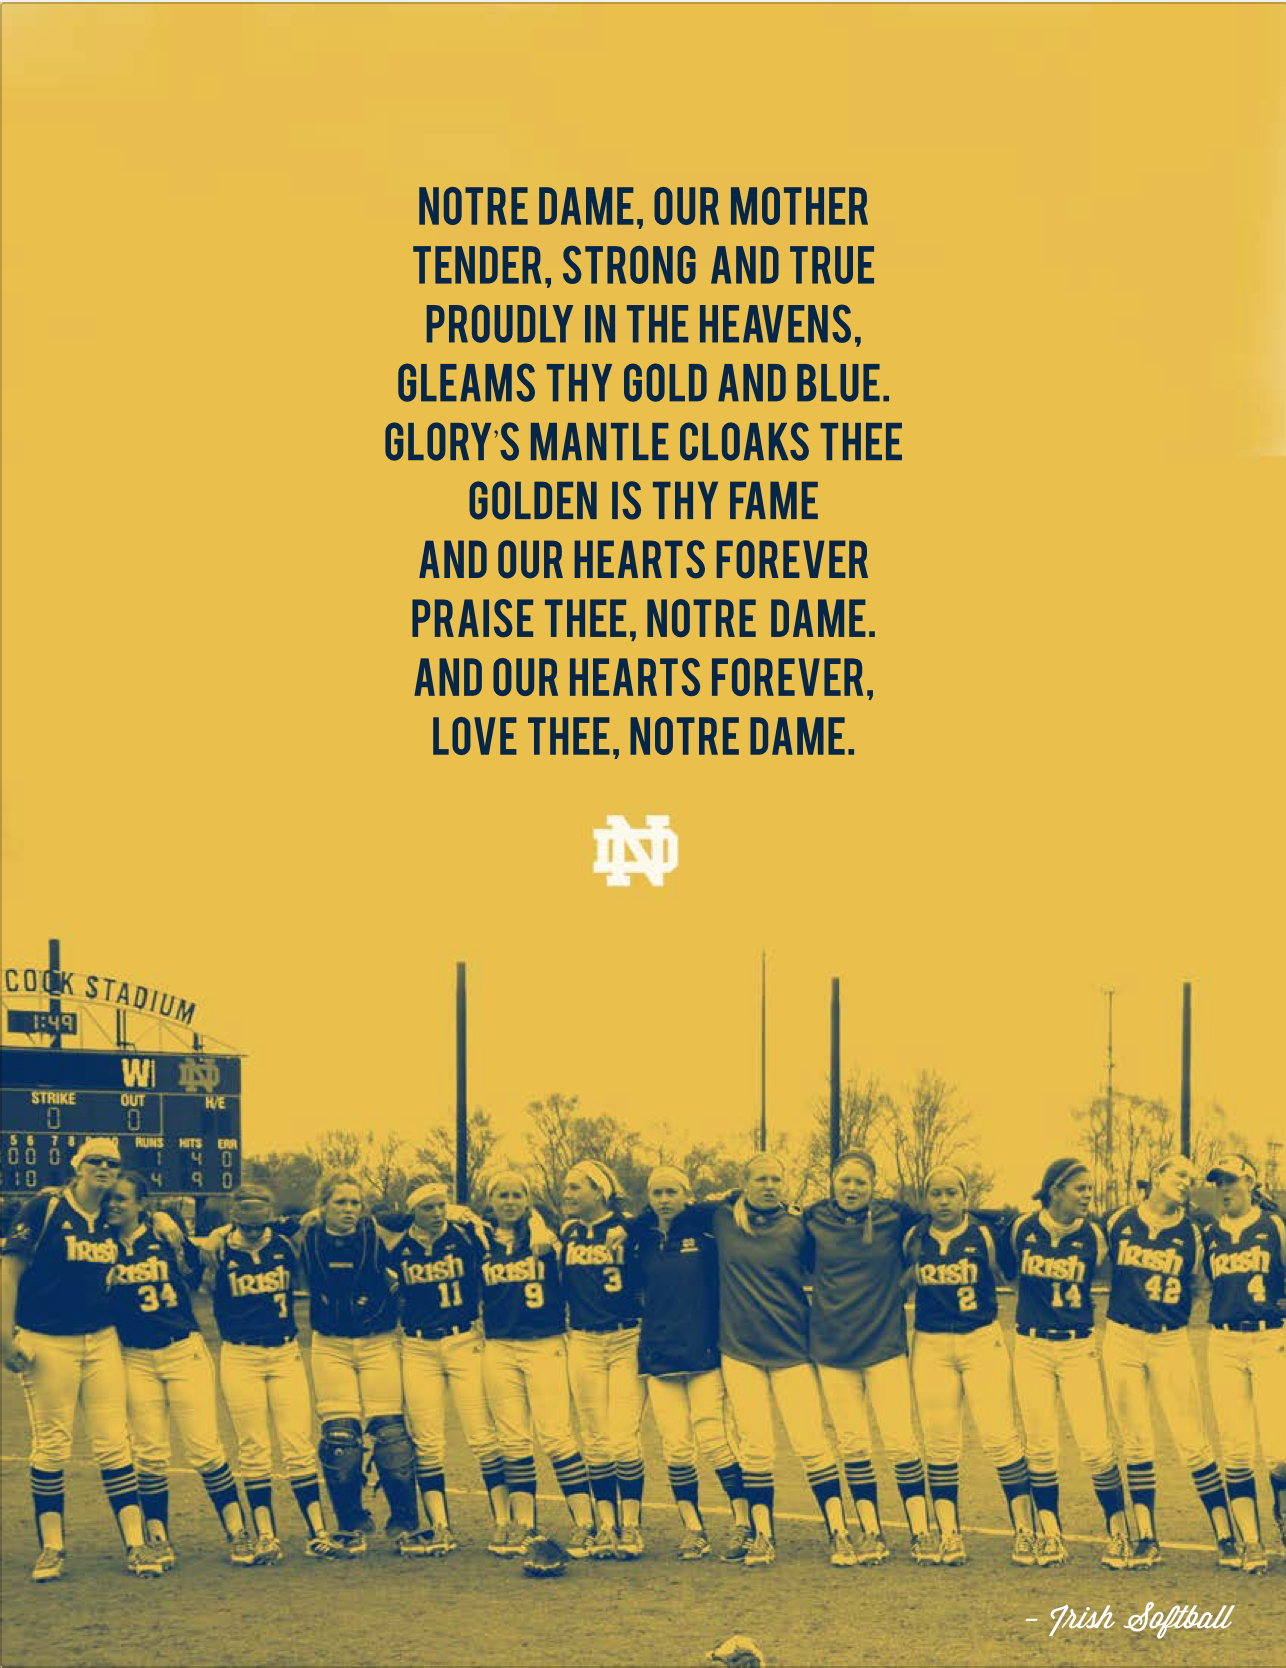 NOTRE DAME, OUR MOTHER
TENDER, STRONG AND TRUE
PROUDLY IN THE HEAVENS,
GLEAMS THY GOLD AND BLUE.
GLORY'S MANTLE CLOAKS THEE
GOLDEN IS THY FAME
AND OUR HEARTS FOREVER
PRAISE THEE, NOTRE DAME.
AND OUR HEARTS FOREVER,
LOVE THEE, NOTRE DAME.
ND
COOK STADIUM
1:49
WI ND
STRIKE OUT H/E
0 0
5 6 7 8 RUNS HITS ERR
0 0 0 1 4 0
1 0 4 9 0
IRISH
IRISH 34
IRISH 7
IRISH 11
IRISH 9
IRISH 3
IRISH 2
IRISH 14
IRISH 42
IRISH 4
- Irish Softball